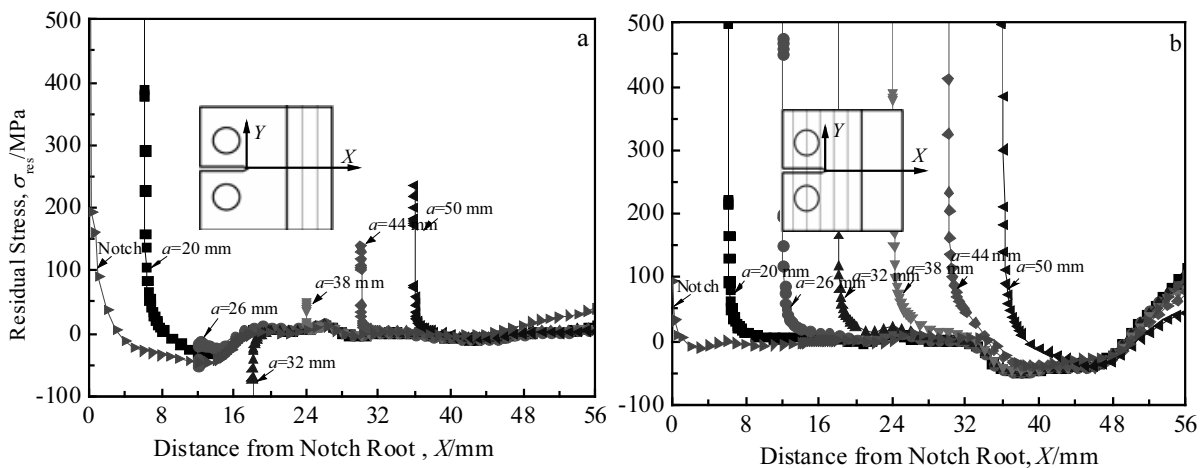 500
400
300
200
100
0
-100
0 8 16 24 32 40 48 56
Residual Stress, σres/MPa
Distance from Notch Root , X/mm
a
Y
X
Notch
a=20 mm
a=26 mm
a=32 mm
a=38 mm
a=44 mm
a=50 mm
500
400
300
200
100
0
-100
0 8 16 24 32 40 48 56
Distance from Notch Root, X/mm
b
Y
X
Notch
a=20 mm
a=26 mm
a=32 mm
a=38 mm
a=44 mm
a=50 mm